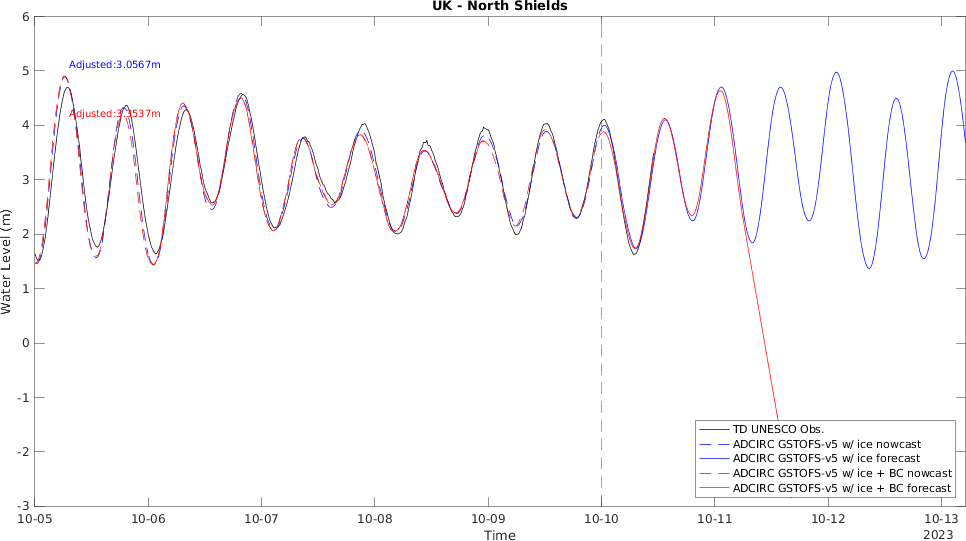 UK - North Shields
Adjusted:3.0567m
Adjusted:3.3537m
Water Level (m)
6
5
4
3
2
1
0
-1
-2
-3
10-05
10-06
10-07
10-08
10-09
10-10
10-11
10-12
10-13
Time
2023
TD UNESCO Obs.
ADCIRC GSTOFS-v5 w/ ice nowcast
ADCIRC GSTOFS-v5 w/ ice forecast
ADCIRC GSTOFS-v5 w/ ice + BC nowcast
ADCIRC GSTOFS-v5 w/ ice + BC forecast